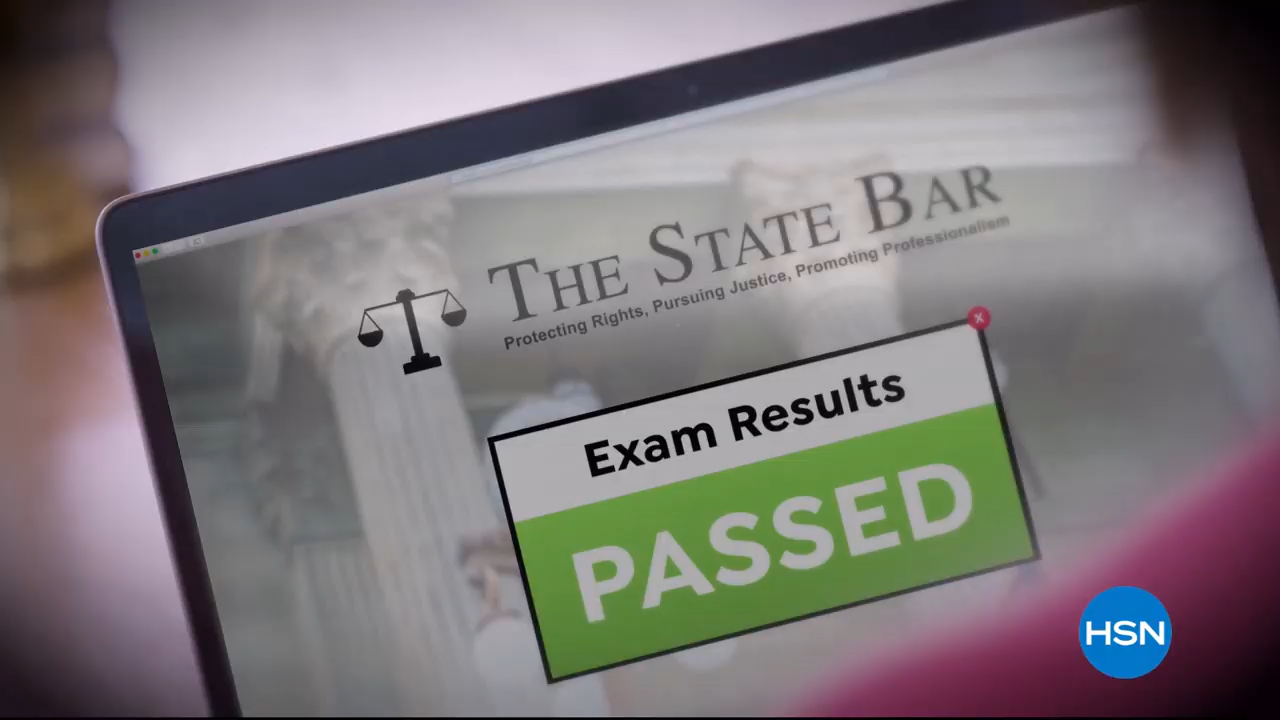 THE STATE BAR
Protecting Rights, Pursuing Justice, Promoting Professionalism
x
Exam Results
PASSED
HSN